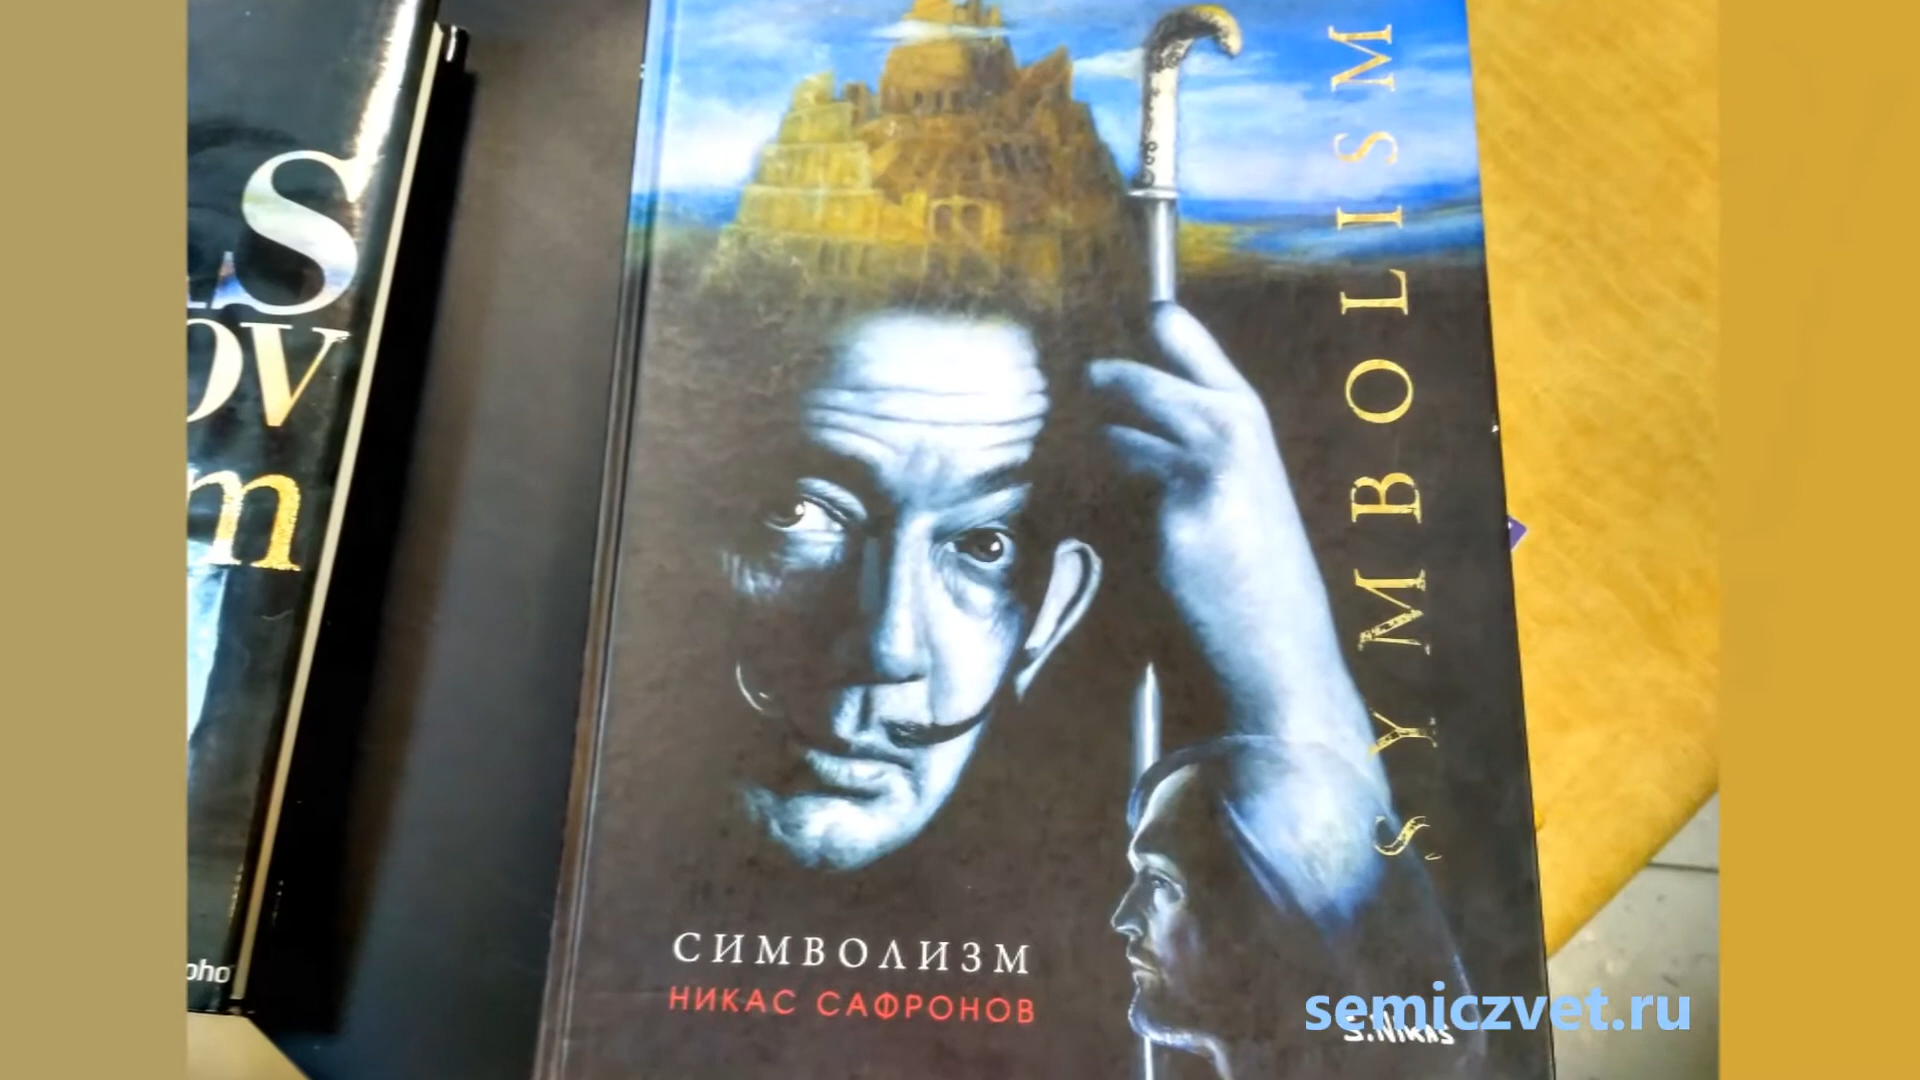 SYMBOLISM
СИМВОЛИЗМ
НИКАС САФРОНОВ
S.NIKAS
semiczvet.ru